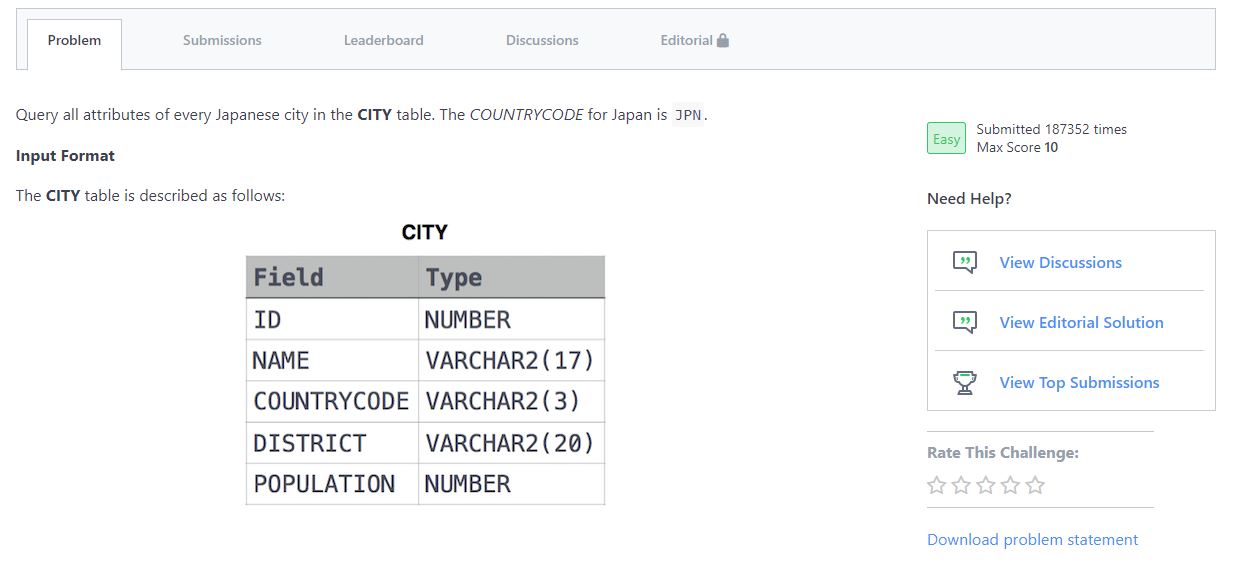 Problem
Submissions
Leaderboard
Discussions
Editorial
Query all attributes of every Japanese city in the CITY table. The COUNTRYCODE for Japan is JPN.
Input Format
The CITY table is described as follows:
CITY
Field Type
ID NUMBER
NAME VARCHAR2(17)
COUNTRYCODE VARCHAR2(3)
DISTRICT VARCHAR2(20)
POPULATION NUMBER
Easy
Submitted 187352 times
Max Score 10
Need Help?
View Discussions
View Editorial Solution
View Top Submissions
Rate This Challenge:
Download problem statement